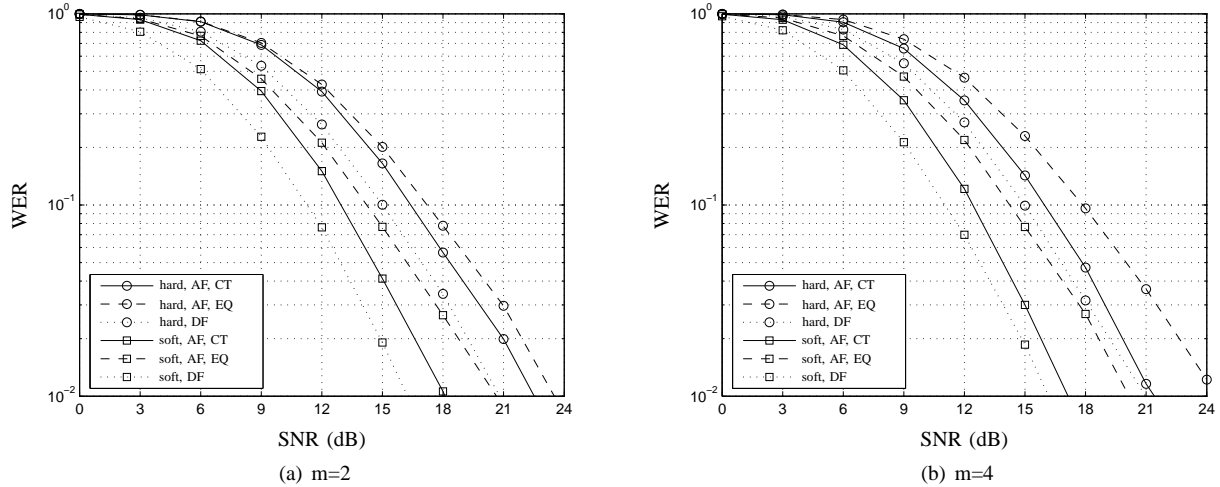 10^0
10^-1
10^-2
WER
hard, AF, CT
hard, AF, EQ
hard, DF
soft, AF, CT
soft, AF, EQ
soft, DF
0 3 6 9 12 15 18 21 24
SNR (dB)
(a) m=2
10^0
10^-1
10^-2
WER
hard, AF, CT
hard, AF, EQ
hard, DF
soft, AF, CT
soft, AF, EQ
soft, DF
0 3 6 9 12 15 18 21 24
SNR (dB)
(b) m=4